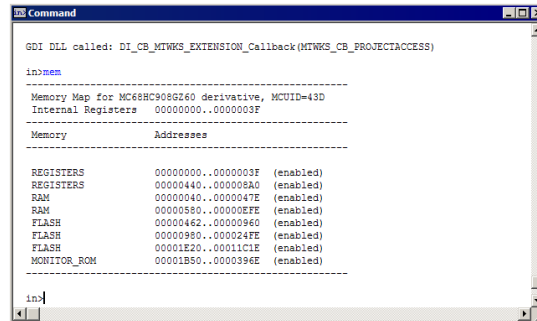 Command
GDI DLL called: DI_CB_MTWKS_EXTENSION_Callback(MTWKS_CB_PROJECTACCESS)
in>mem
------------------------------------------------------
Memory Map for MC68HC908GZ60 derivative, MCUID=43D
Internal Registers 00000000..0000003F
------------------------------------------------------
Memory Addresses
------------------------------------------------------
REGISTERS 00000000..0000003F (enabled)
REGISTERS 00000440..000008A0 (enabled)
RAM 00000040..0000047E (enabled)
RAM 00000580..00000EFE (enabled)
FLASH 00000462..00000960 (enabled)
FLASH 00000980..000024FE (enabled)
FLASH 00001E20..00011C1E (enabled)
MONITOR_ROM 00001B50..0000396E (enabled)
------------------------------------------------------
in>